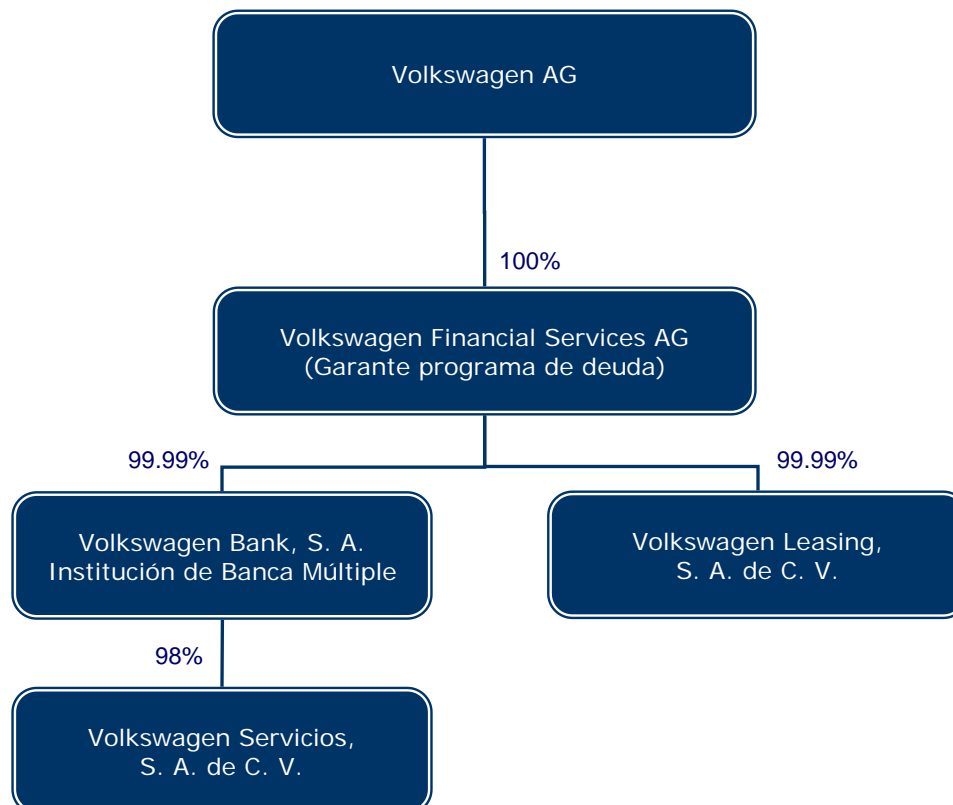 Volkswagen AG
100%
Volkswagen Financial Services AG
(Garante programa de deuda)
99.99%
99.99%
Volkswagen Bank, S. A.
Institución de Banca Múltiple
Volkswagen Leasing,
S. A. de C. V.
98%
Volkswagen Servicios,
S. A. de C. V.